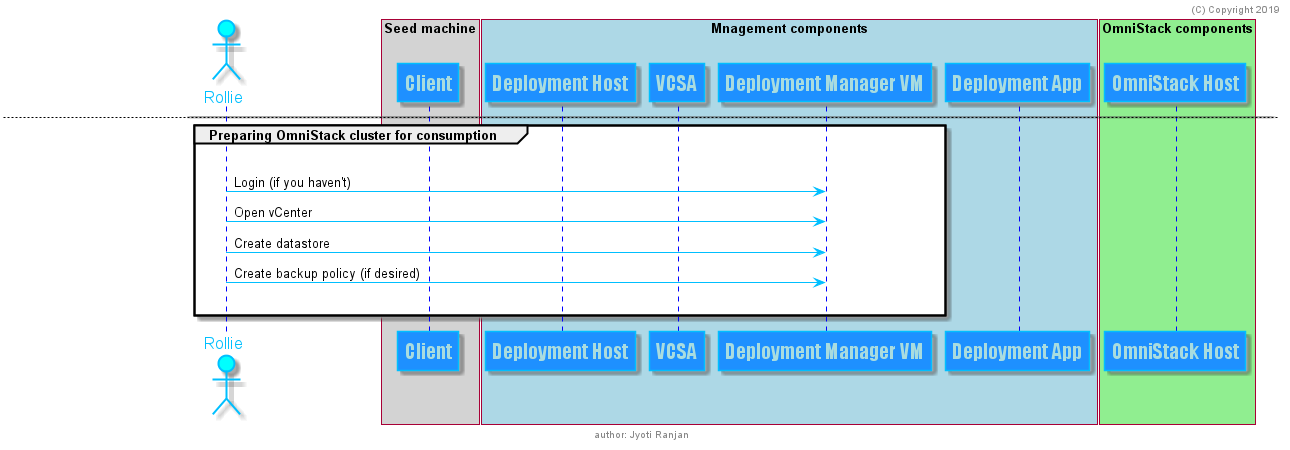 (C) Copyright 2019
Seed machine
Mnagement components
OmniStack components
Rollie
Client
Deployment Host
VCSA
Deployment Manager VM
Deployment App
OmniStack Host
Preparing OmniStack cluster for consumption
Login (if you haven't)
Open vCenter
Create datastore
Create backup policy (if desired)
Rollie
Client
Deployment Host
VCSA
Deployment Manager VM
Deployment App
OmniStack Host
author: Jyoti Ranjan